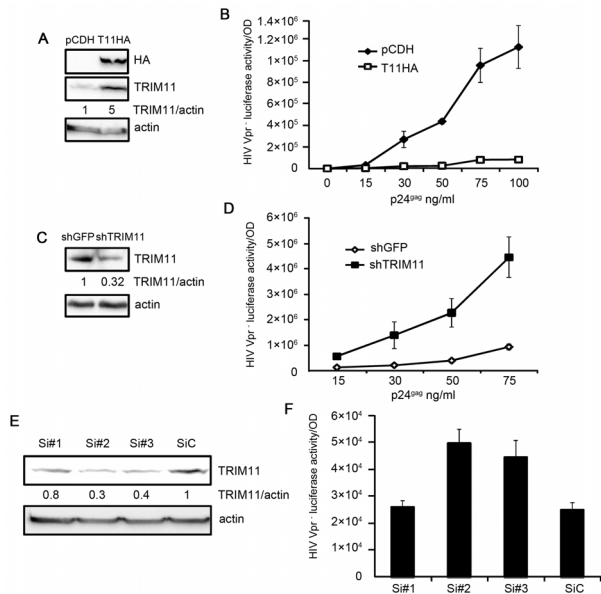 A
pCDH T11HA
HA
TRIM11
1 5 TRIM11/actin
actin
B
HIV Vpr⁻ luciferase activity/OD
1.4×10⁶
1.2×10⁶
1×10⁶
8×10⁵
6×10⁵
4×10⁵
2×10⁵
0
pCDH
T11HA
0 15 30 50 75 100
p24ᵍᵃᵍ ng/ml
C
shGFP shTRIM11
TRIM11
1 0.32 TRIM11/actin
actin
D
HIV Vpr⁻ luciferase activity/OD
6×10⁶
5×10⁶
4×10⁶
3×10⁶
2×10⁶
1×10⁶
0
shGFP
shTRIM11
15 30 50 75
p24ᵍᵃᵍ ng/ml
E
Si#1 Si#2 Si#3 SiC
TRIM11
0.8 0.3 0.4 1 TRIM11/actin
actin
F
HIV Vpr⁻ luciferase activity/OD
6×10⁴
5×10⁴
4×10⁴
3×10⁴
2×10⁴
1×10⁴
0
Si#1 Si#2 Si#3 SiC